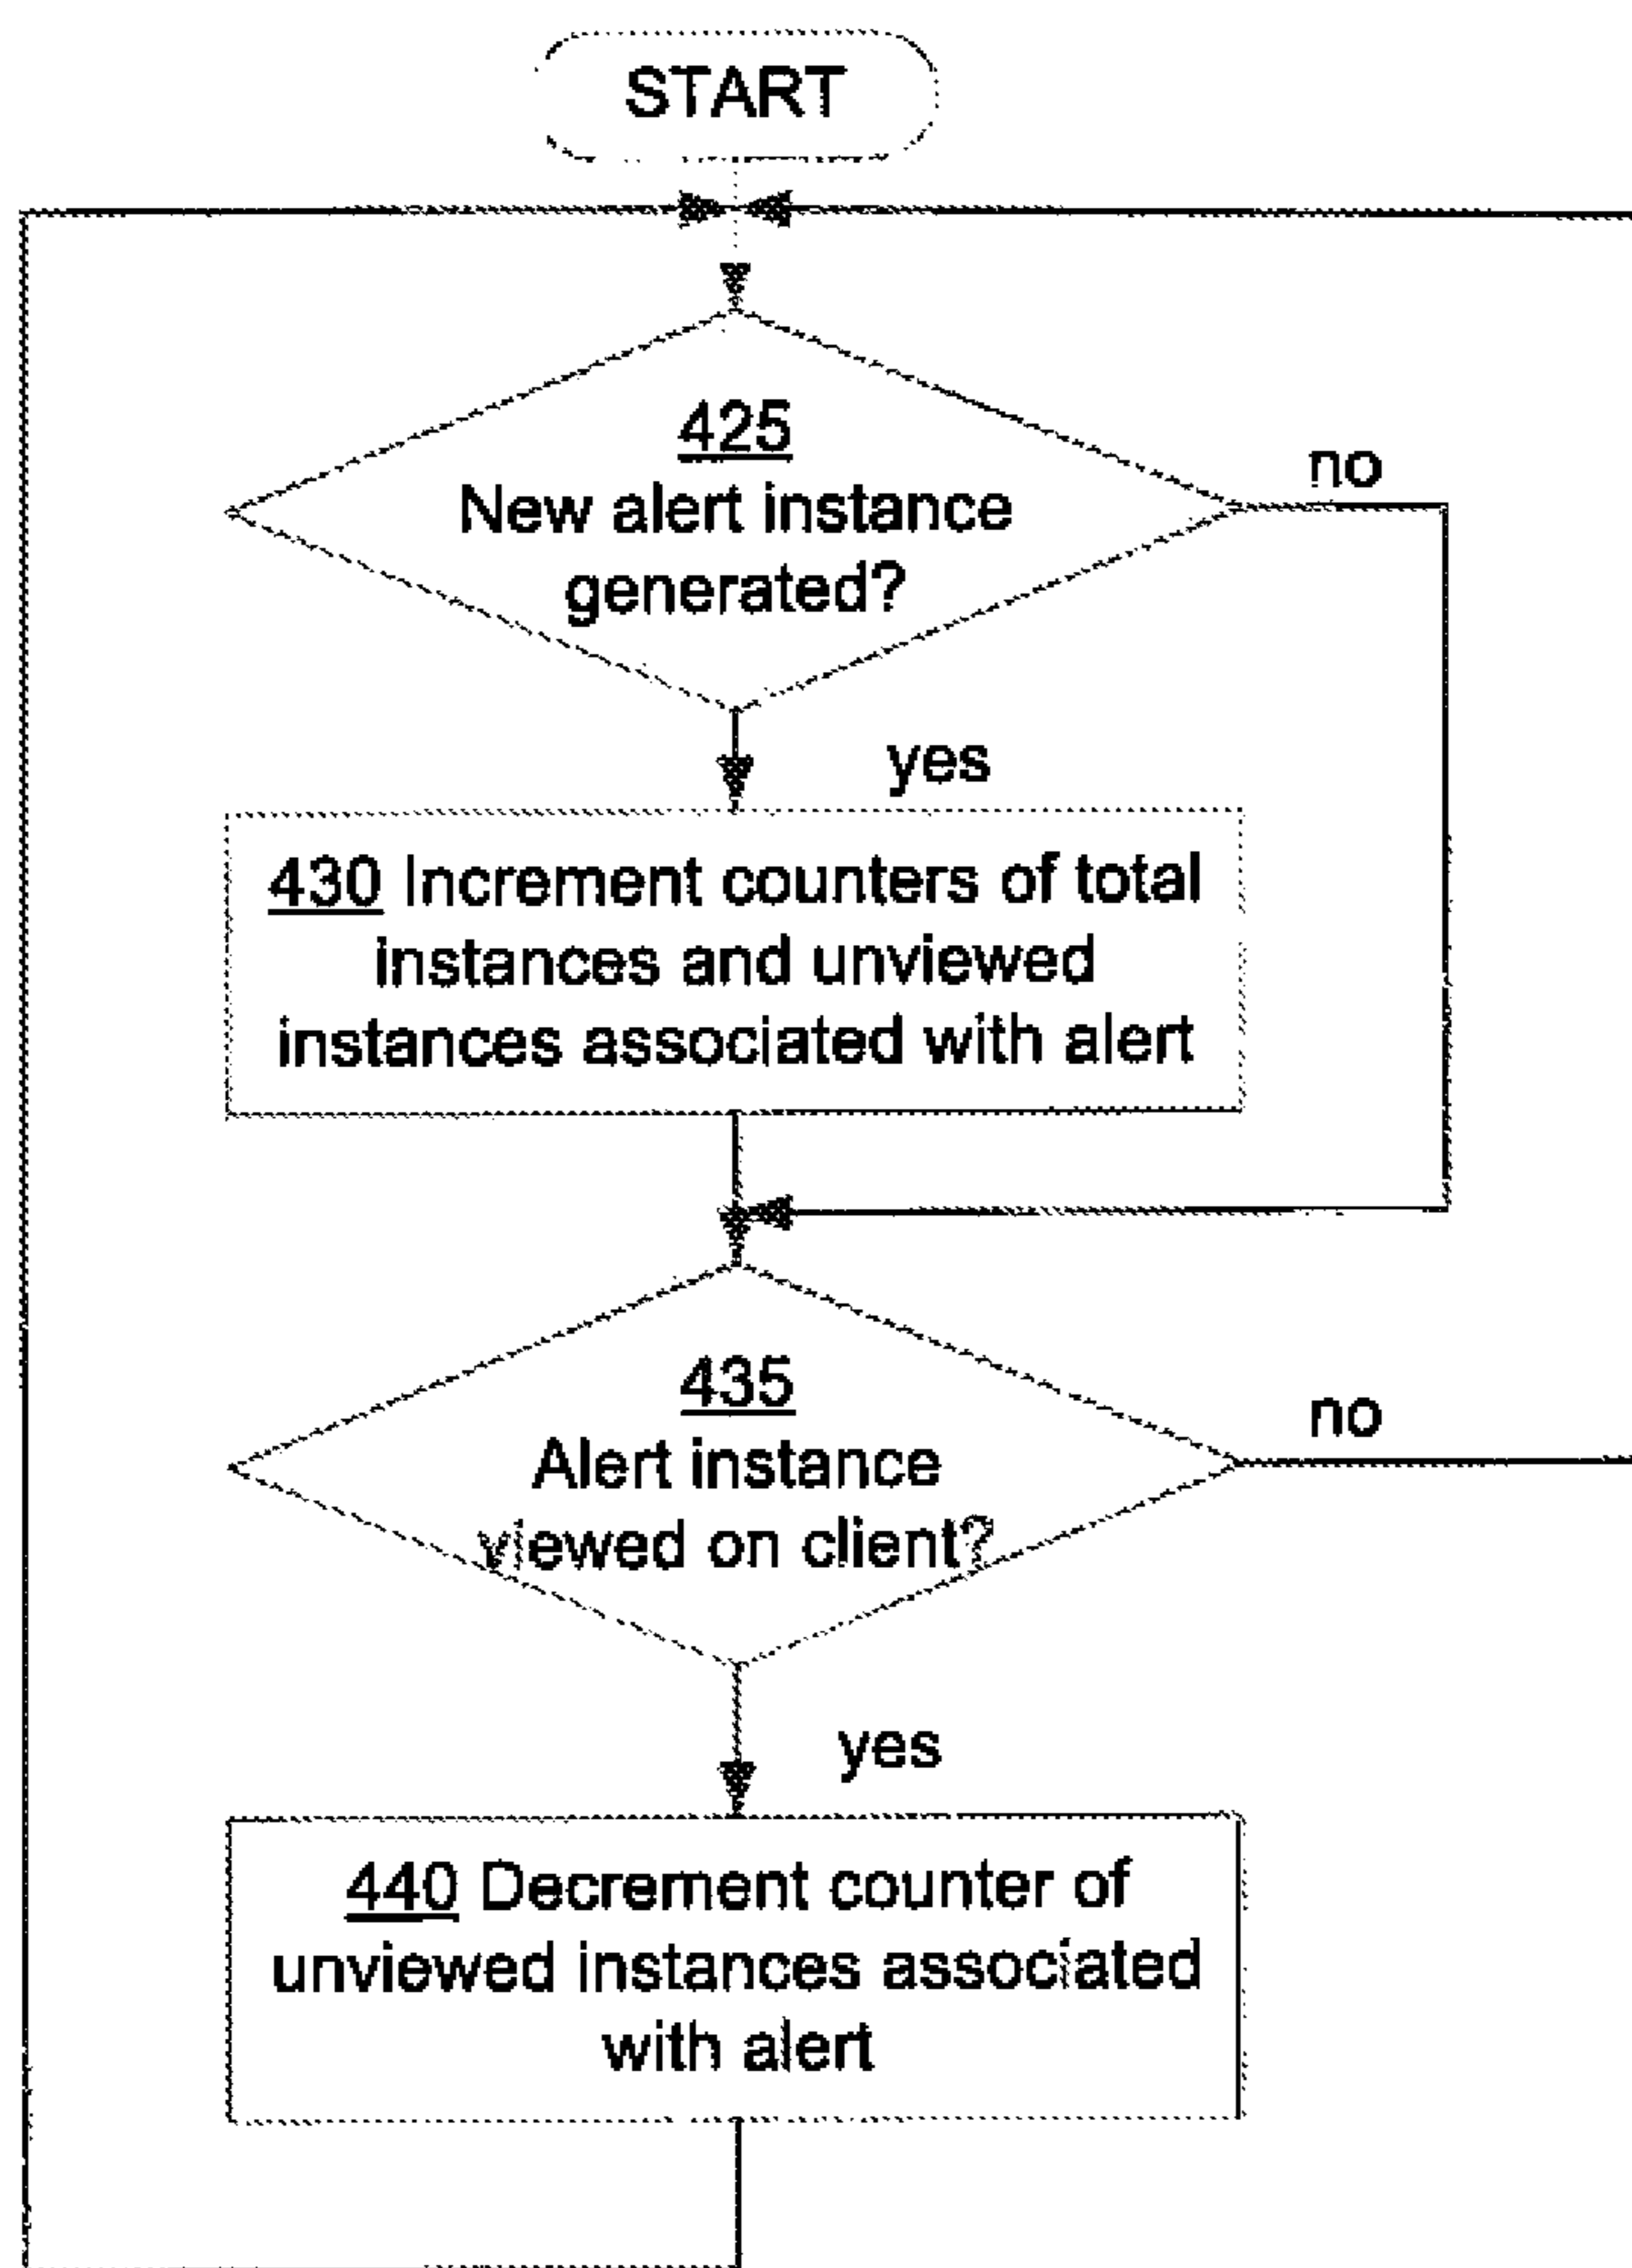 START
425
New alert instance
generated?
no
yes
430 Increment counters of total
instances and unviewed
instances associated with alert
435
Alert instance
viewed on client?
no
yes
440 Decrement counter of
unviewed instances associated
with alert